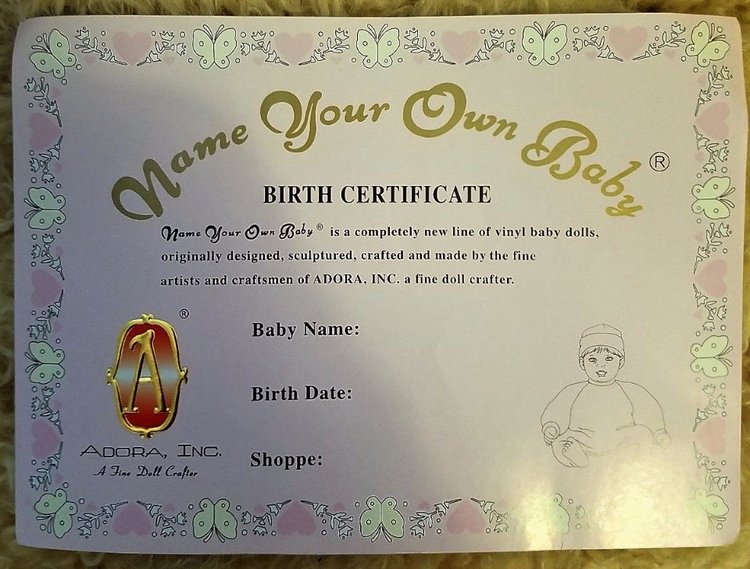 Name Your Own Baby®
BIRTH CERTIFICATE
Name Your Own Baby® is a completely new line of vinyl baby dolls,
originally designed, sculptured, crafted and made by the fine
artists and craftsmen of ADORA, INC. a fine doll crafter.
Baby Name:
Birth Date:
Shoppe:
A®
ADORA, INC.
A Fine Doll Crafter